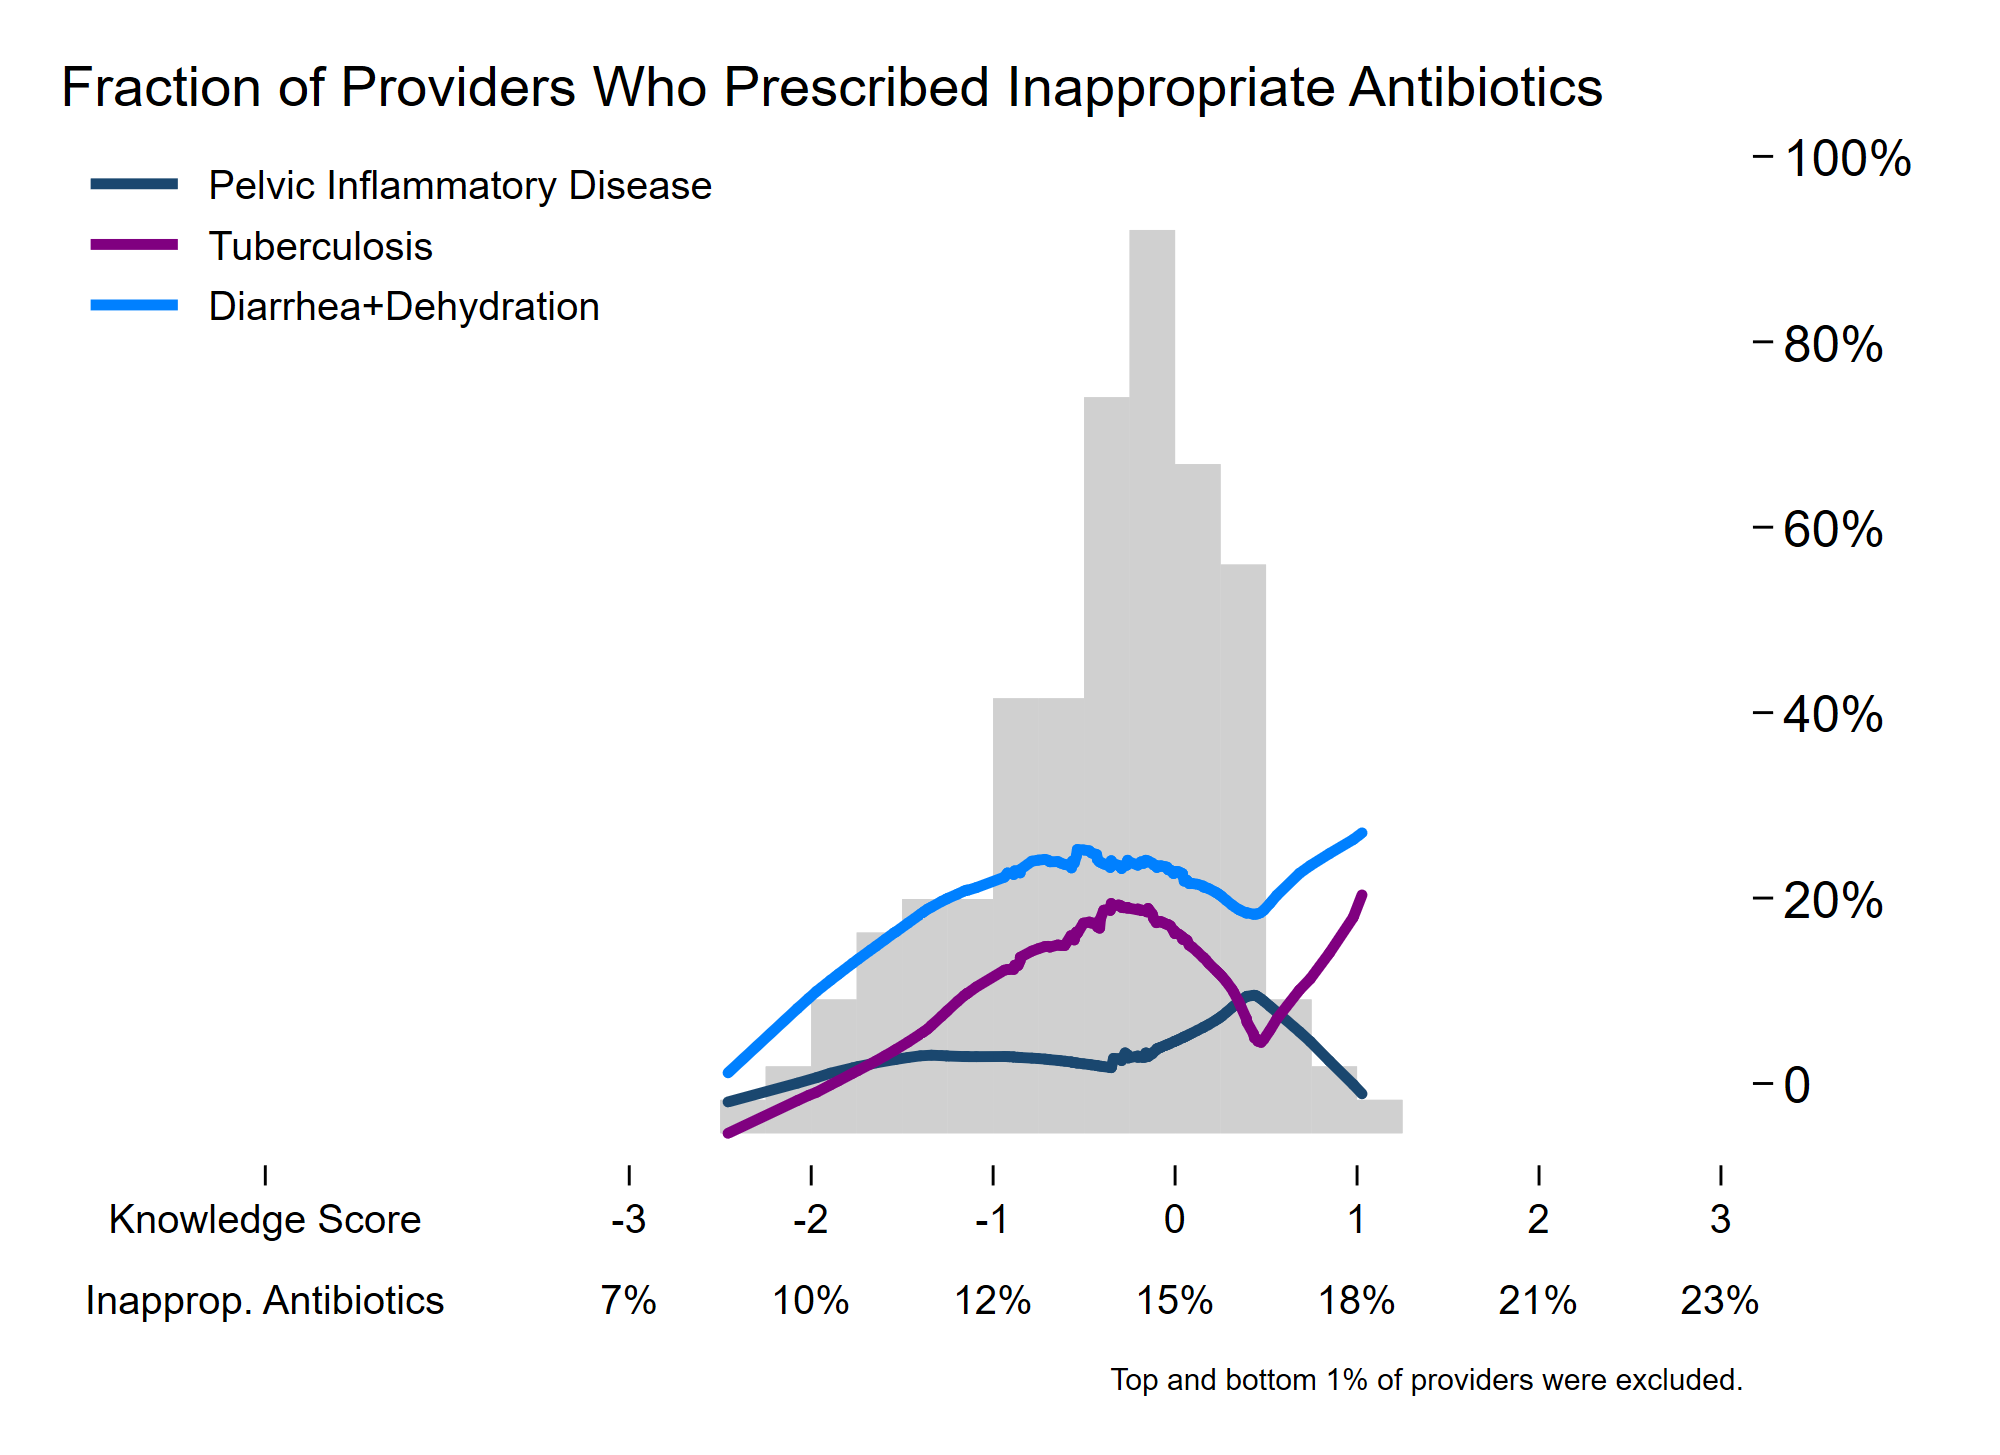 Fraction of Providers Who Prescribed Inappropriate Antibiotics
Pelvic Inflammatory Disease
Tuberculosis
Diarrhea+Dehydration
100%
80%
60%
40%
20%
0
Knowledge Score -3 -2 -1 0 1 2 3
Inapprop. Antibiotics 7% 10% 12% 15% 18% 21% 23%
Top and bottom 1% of providers were excluded.